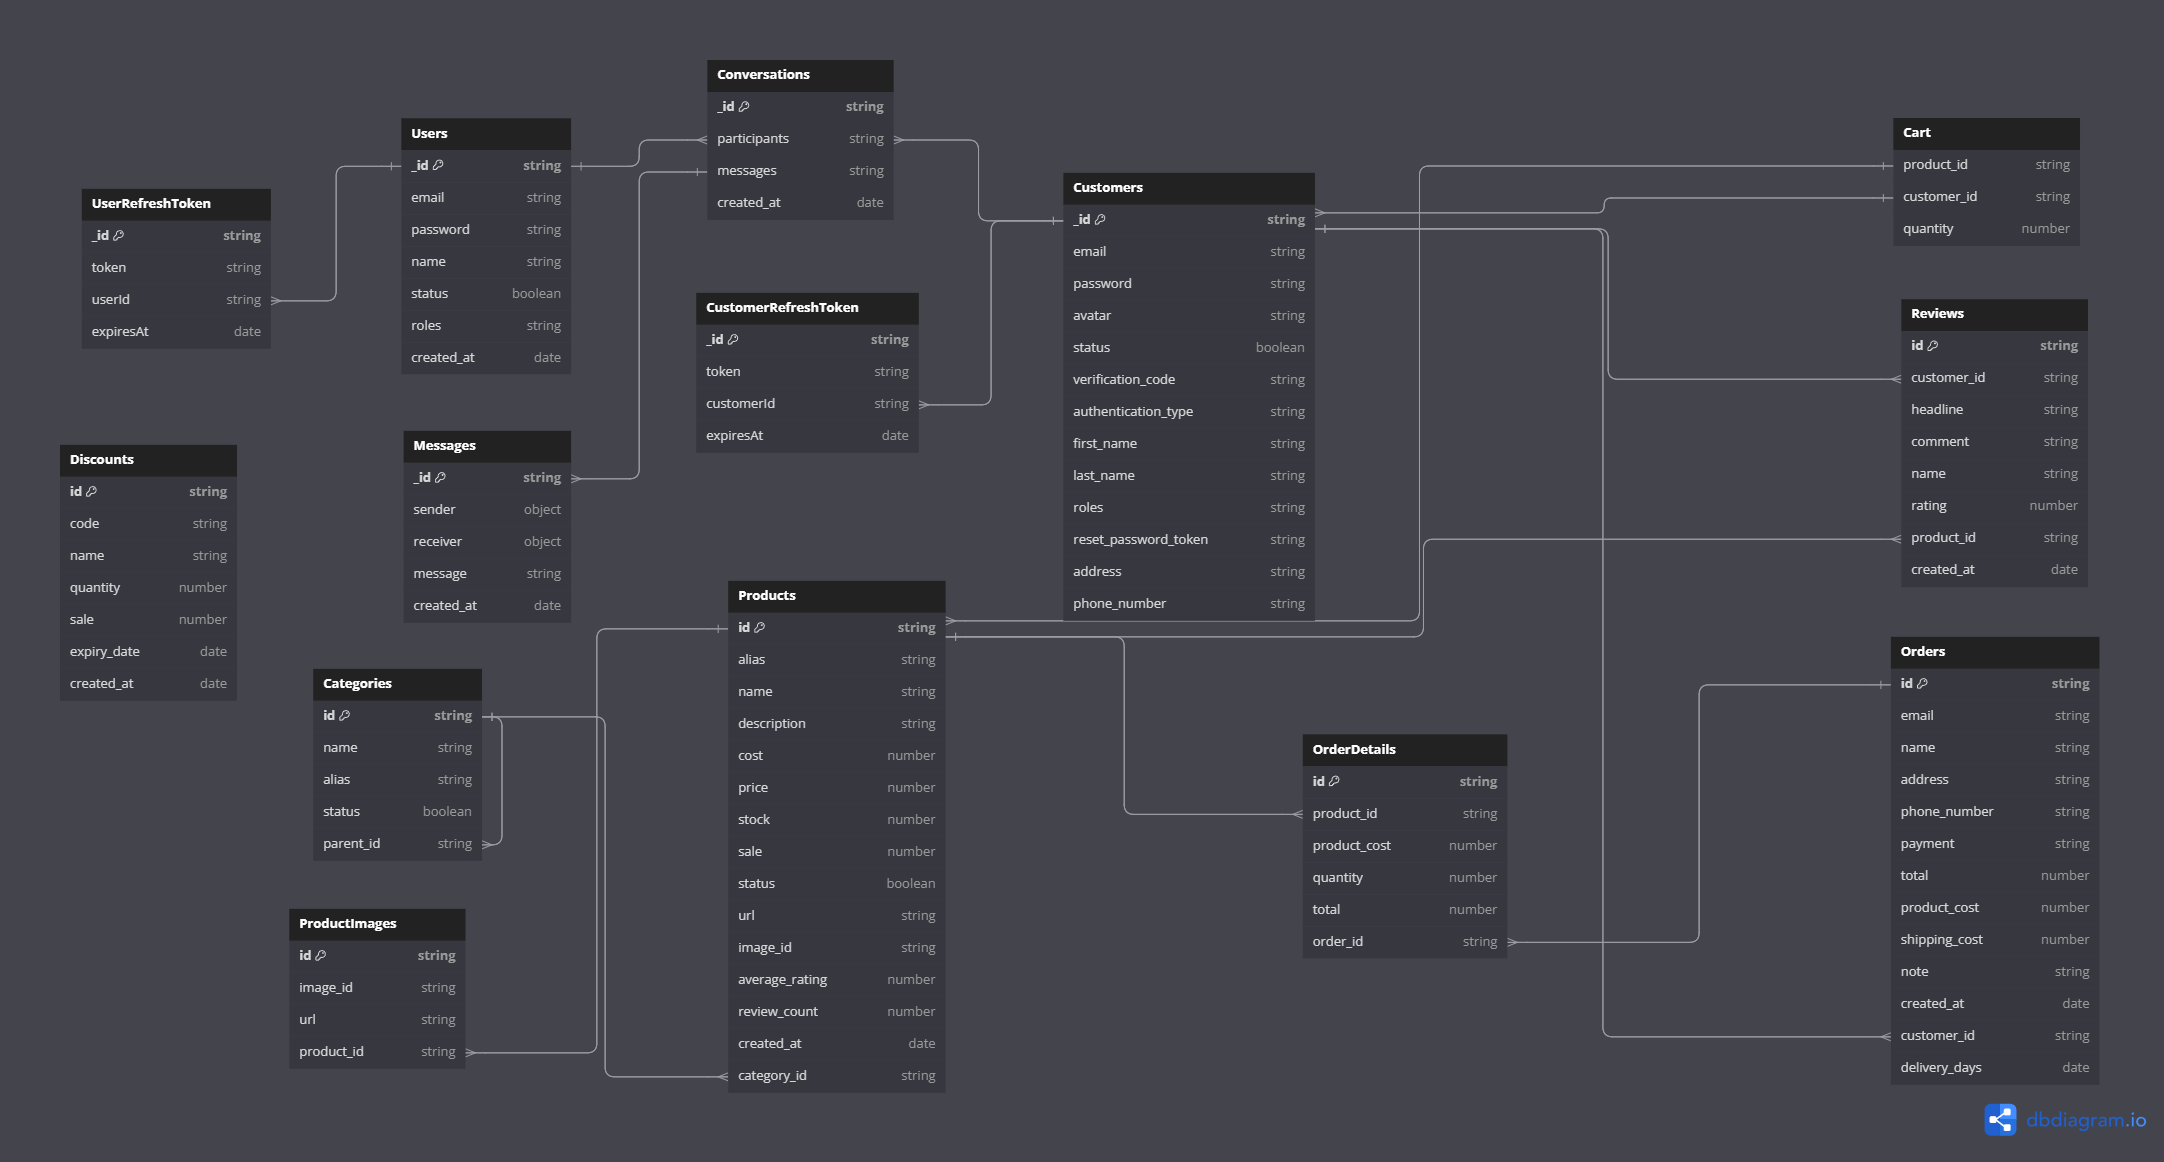 Conversations
_id string
participants string
messages string
created_at date
Users
_id string
email string
password string
name string
status boolean
roles string
created_at date
UserRefreshToken
_id string
token string
userId string
expiresAt date
Customers
_id string
email string
password string
avatar string
status boolean
verification_code string
authentication_type string
first_name string
last_name string
roles string
reset_password_token string
address string
phone_number string
Cart
product_id string
customer_id string
quantity number
CustomerRefreshToken
_id string
token string
customerId string
expiresAt date
Reviews
id string
customer_id string
headline string
comment string
name string
rating number
product_id string
created_at date
Discounts
id string
code string
name string
quantity number
sale number
expiry_date date
created_at date
Messages
_id string
sender object
receiver object
message string
created_at date
Products
id string
alias string
name string
description string
cost number
price number
stock number
sale number
status boolean
url string
image_id string
average_rating number
review_count number
created_at date
category_id string
Categories
id string
name string
alias string
status boolean
parent_id string
ProductImages
id string
image_id string
url string
product_id string
OrderDetails
id string
product_id string
product_cost number
quantity number
total number
order_id string
Orders
id string
email string
name string
address string
phone_number string
payment string
total number
product_cost number
shipping_cost number
note string
created_at date
customer_id string
delivery_days date
dbdiagram.io